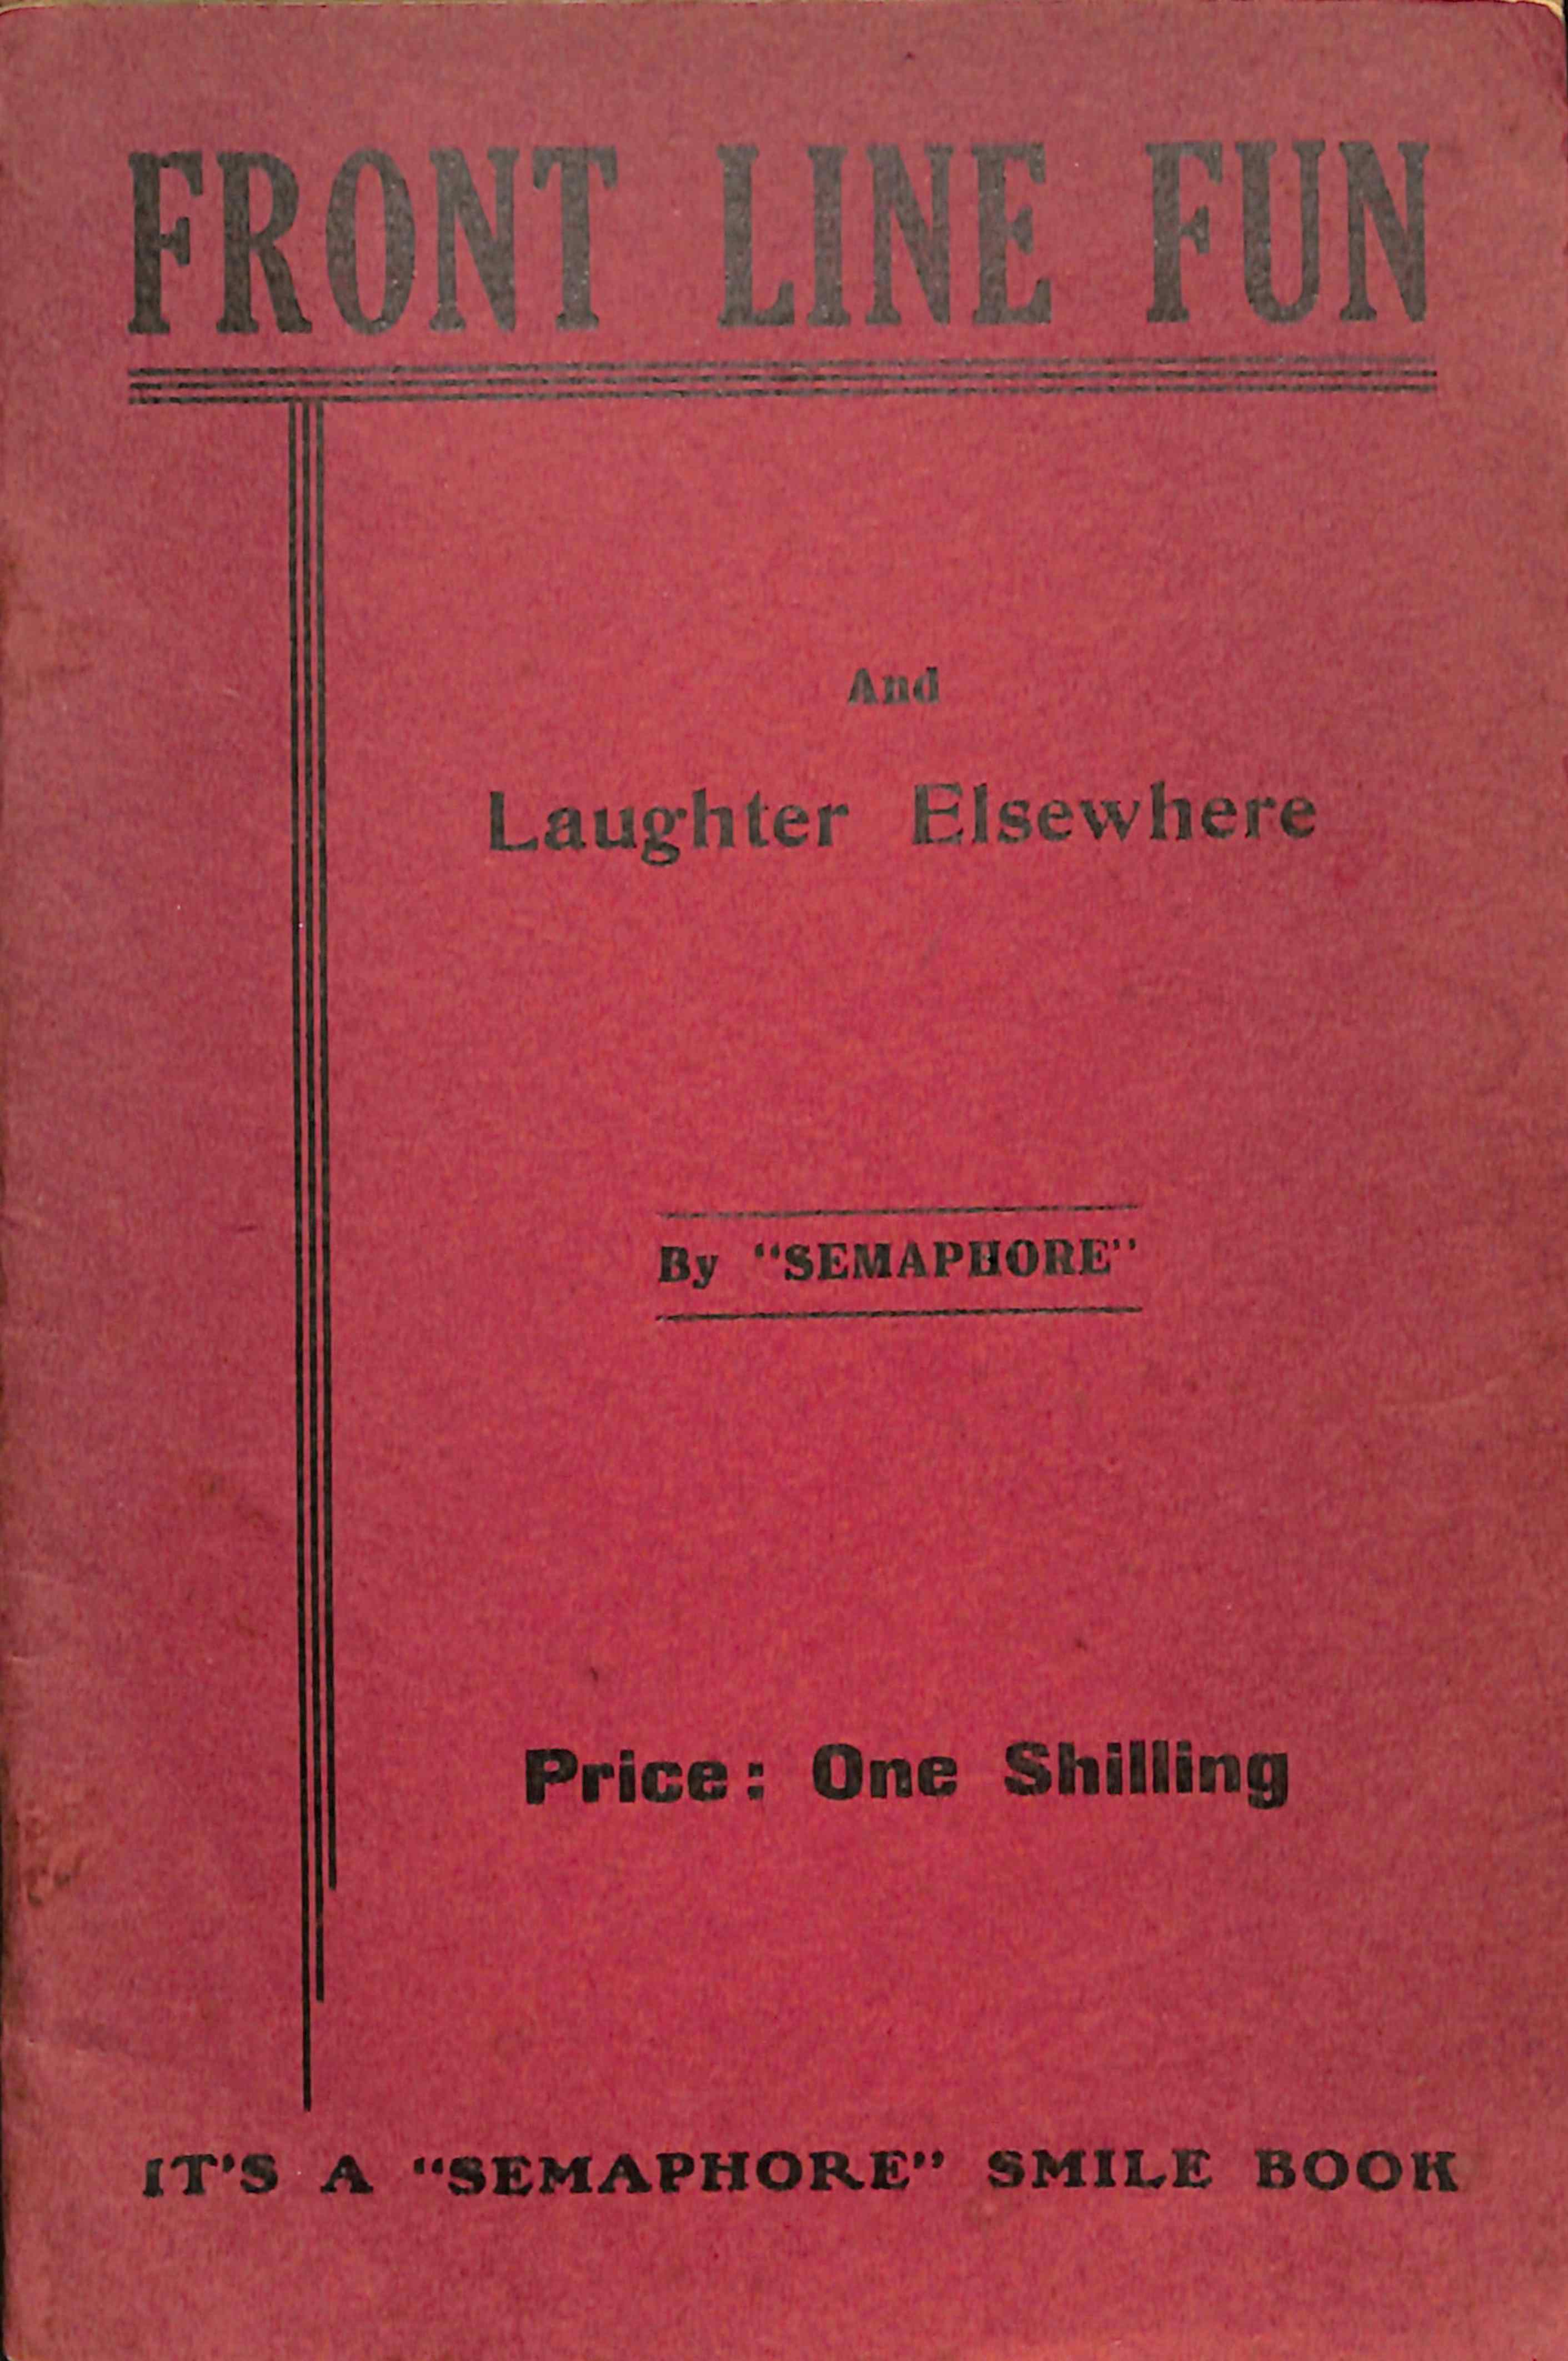 FRONT LINE FUN
And
Laughter Elsewhere
By "SEMAPHORE"
Price: One Shilling
IT'S A "SEMAPHORE" SMILE BOOK